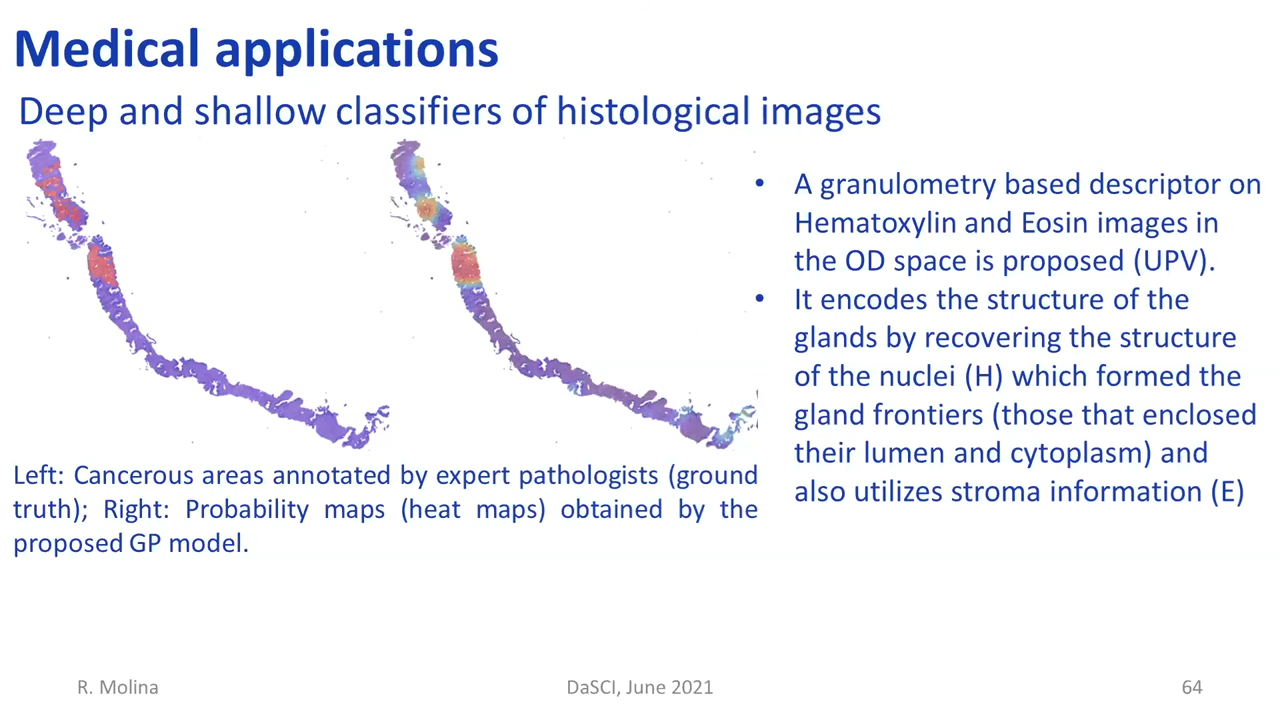 Medical applications
Deep and shallow classifiers of histological images
• A granulometry based descriptor on
Hematoxylin and Eosin images in
the OD space is proposed (UPV).
• It encodes the structure of the
glands by recovering the structure
of the nuclei (H) which formed the
gland frontiers (those that enclosed
their lumen and cytoplasm) and
also utilizes stroma information (E)
Left: Cancerous areas annotated by expert pathologists (ground
truth); Right: Probability maps (heat maps) obtained by the
proposed GP model.
R. Molina
DaSCI, June 2021
64